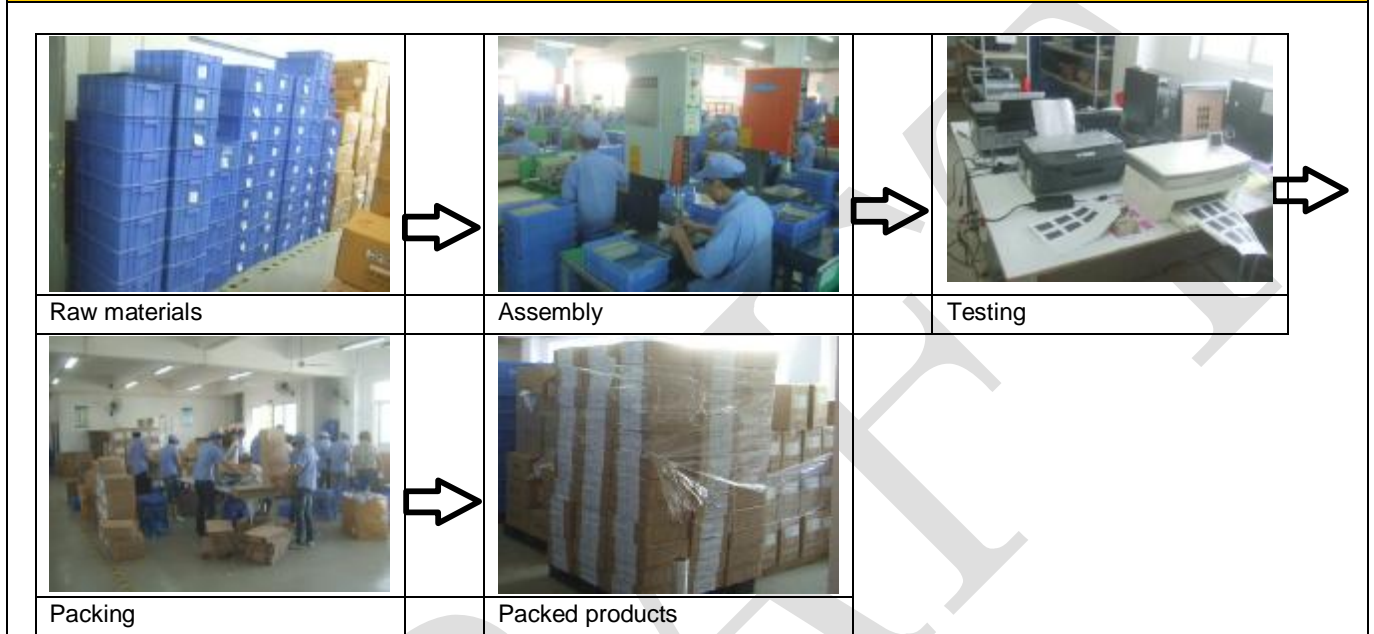 Raw materials
Assembly
Testing
Packing
Packed products